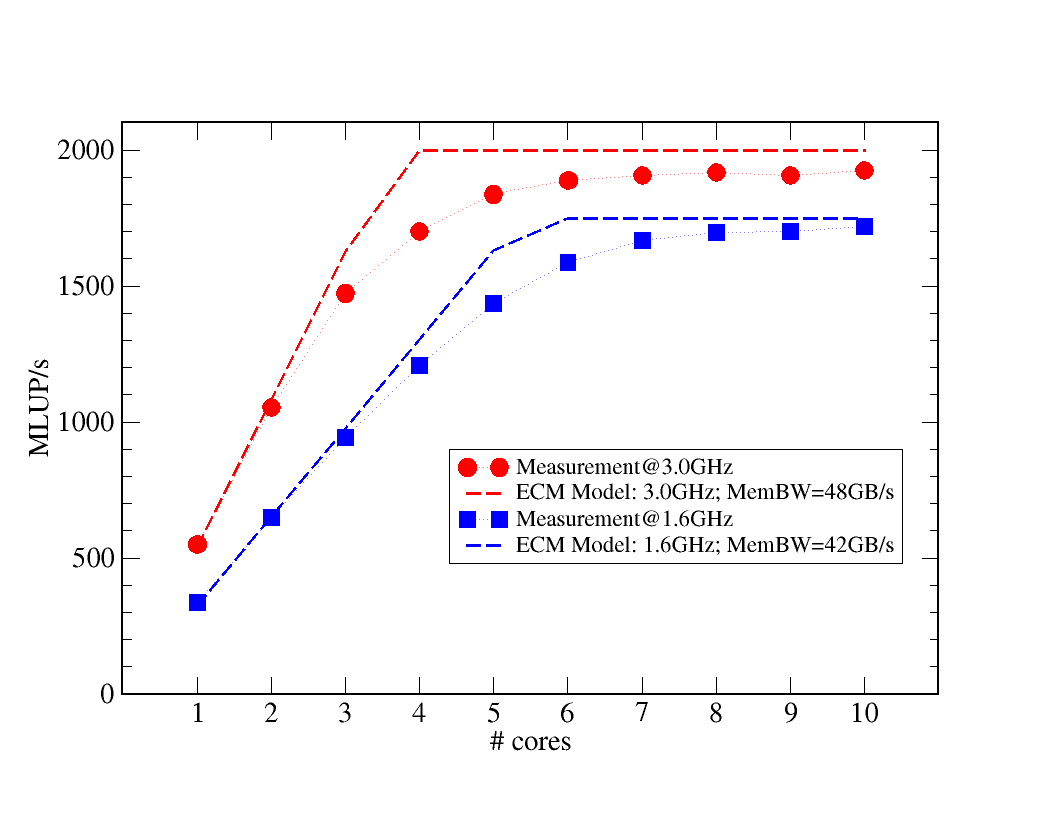 2000
1500
1000
500
0
MLUP/s
Measurement@3.0GHz
ECM Model: 3.0GHz; MemBW=48GB/s
Measurement@1.6GHz
ECM Model: 1.6GHz; MemBW=42GB/s
1 2 3 4 5 6 7 8 9 10
# cores